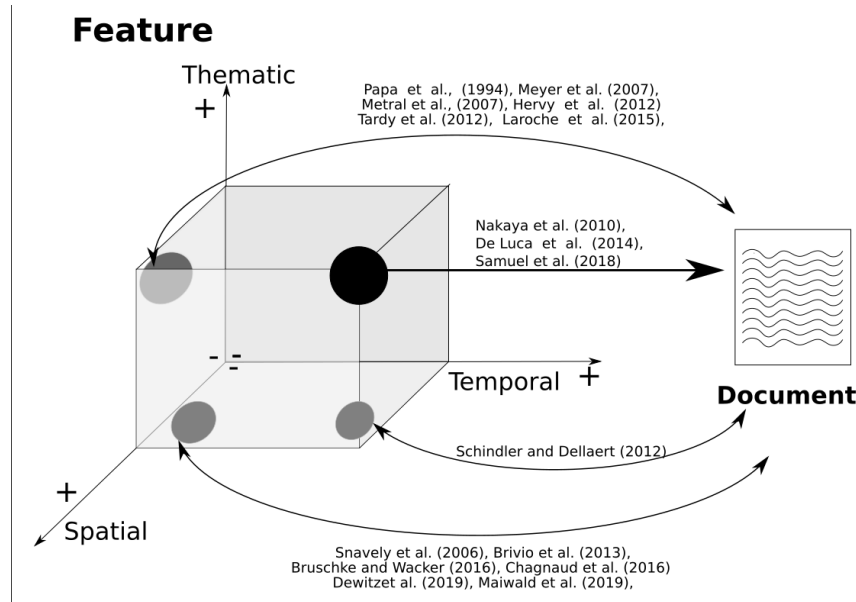 Feature
Thematic
+
Papa et al., (1994), Meyer et al. (2007),
Metral et al., (2007), Hervy et al. (2012)
Tardy et al. (2012), Laroche et al. (2015),
Nakaya et al. (2010),
De Luca et al. (2014),
Samuel et al. (2018)
- -
-
Temporal +
Document
Schindler and Dellaert (2012)
+
Spatial
Snavely et al. (2006), Brivio et al. (2013),
Bruschke and Wacker (2016), Chagnaud et al. (2016)
Dewitzet al. (2019), Maiwald et al. (2019),